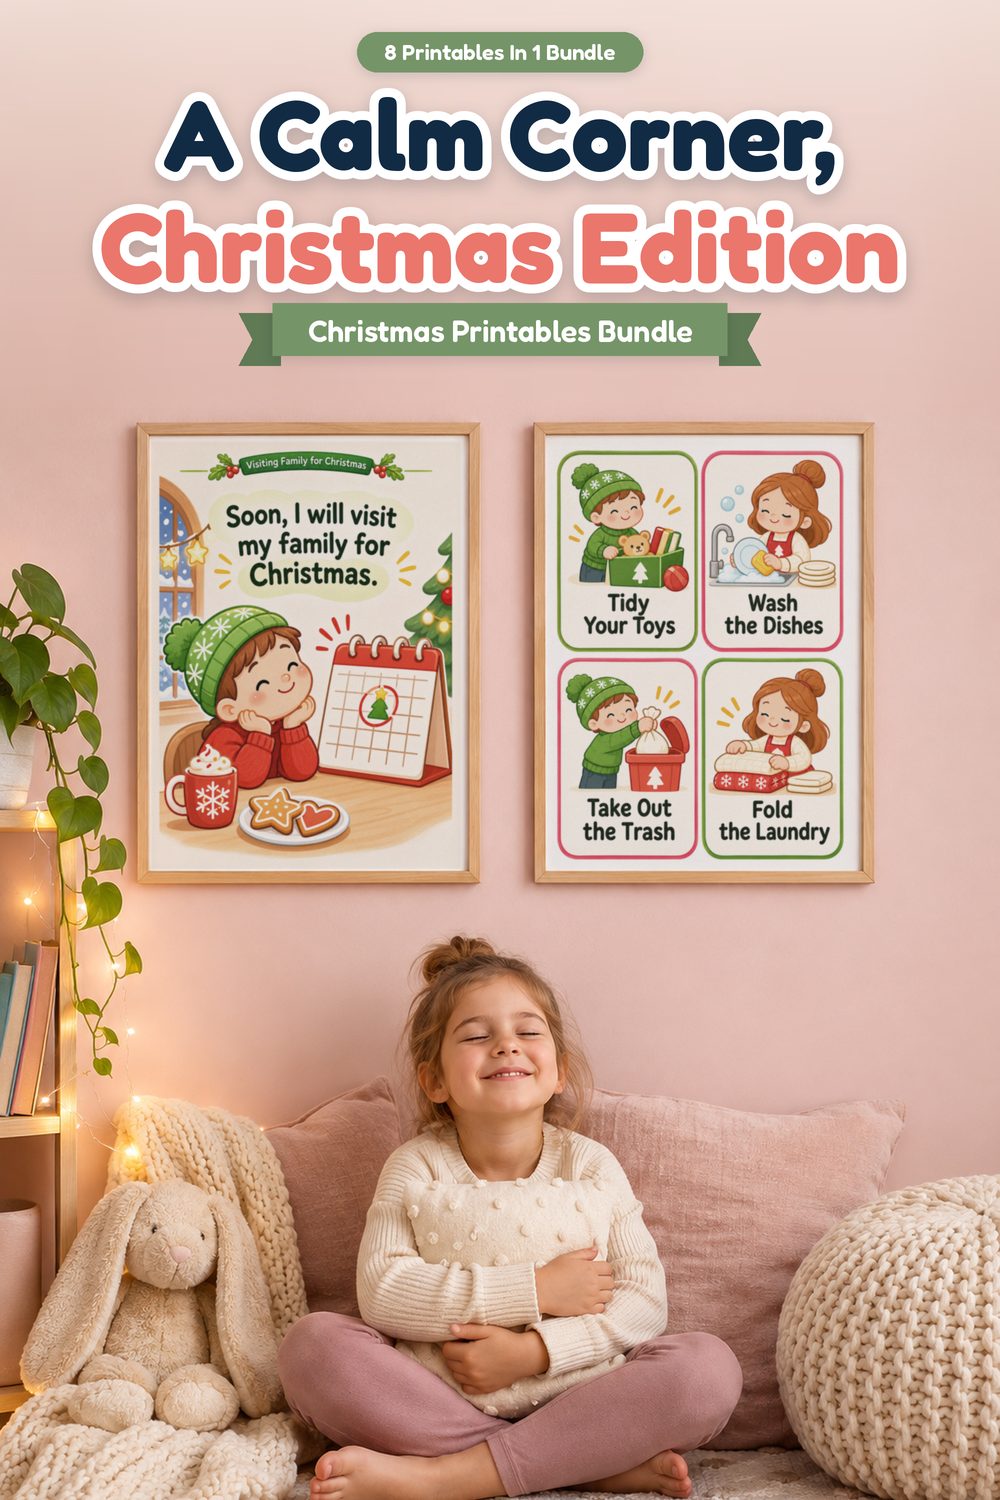 8 Printables In 1 Bundle
A Calm Corner,
Christmas Edition
Christmas Printables Bundle
Visiting Family for Christmas
Soon, I will visit
my family for
Christmas.
Tidy
Your Toys
Wash
the Dishes
Take Out
the Trash
Fold
the Laundry